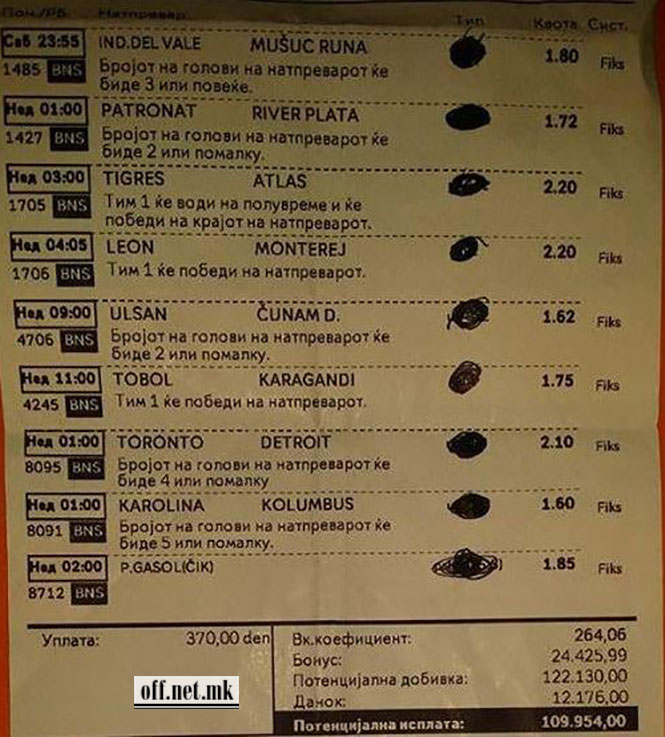 Поч./Рб. Натпревар Тип Квота Сист.
Саб 23:55 IND.DEL VALE MUŠUC RUNA 1.80 Fiks
1485 BNS Бројот на голови на натпреварот ќе
биде 3 или повеќе.
Нед 01:00 PATRONAT RIVER PLATA 1.72 Fiks
1427 BNS Бројот на голови на натпреварот ќе
биде 2 или помалку.
Нед 03:00 TIGRES ATLAS 2.20 Fiks
1705 BNS Тим 1 ќе води на полувреме и ќе
победи на крајот на натпреварот.
Нед 04:05 LEON MONTEREJ 2.20 Fiks
1706 BNS Тим 1 ќе победи на натпреварот.
Нед 09:00 ULSAN ČUNAM D. 1.62 Fiks
4706 BNS Бројот на голови на натпреварот ќе
биде 2 или помалку.
Нед 11:00 TOBOL KARAGANDI 1.75 Fiks
4245 BNS Тим 1 ќе победи на натпреварот.
Нед 01:00 TORONTO DETROIT 2.10 Fiks
8095 BNS Бројот на голови на натпреварот ќе
биде 4 или помалку
Нед 01:00 KAROLINA KOLUMBUS 1.60 Fiks
8091 BNS Бројот на голови на натпреварот ќе
биде 5 или помалку.
Нед 02:00 P.GASOL(ČIK) 1.85 Fiks
8712 BNS
Уплата: 370,00 den
Вк.коефициент: 264,06
Бонус: 24.425,99
Потенцијална добивка: 122.130,00
Данок: 12.176,00
Потенцијална исплата: 109.954,00
off.net.mk